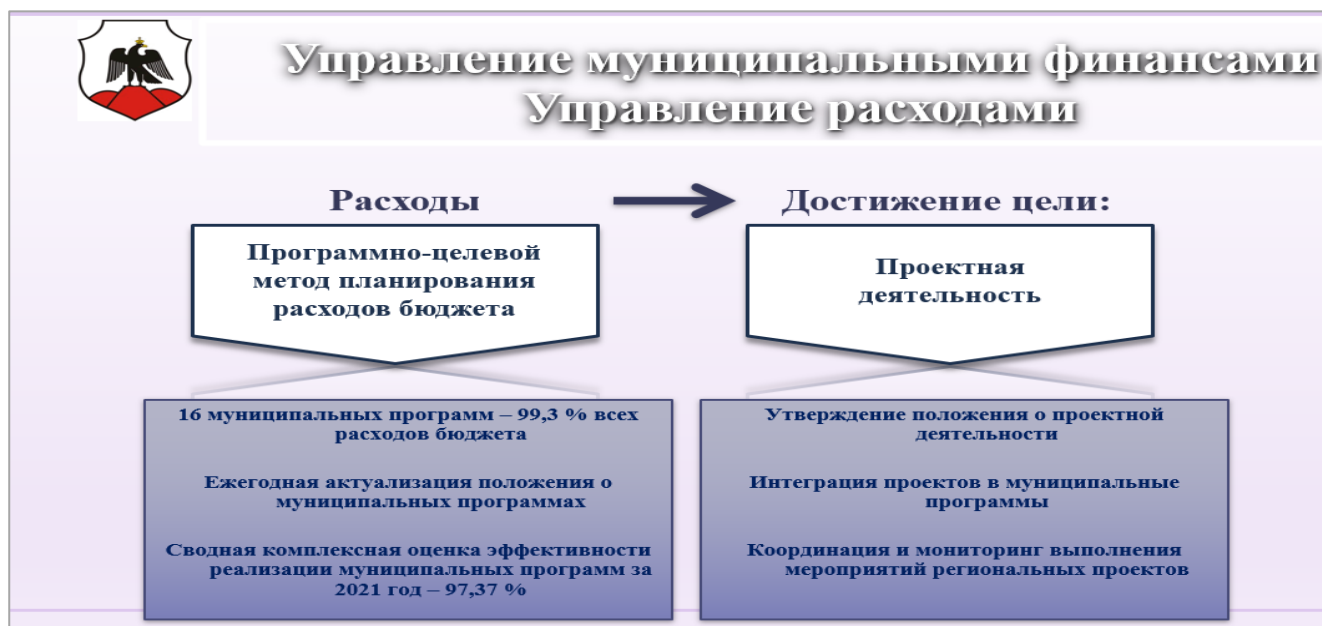 Управление муниципальными финансами
Управление расходами
Расходы
Достижение цели:
Программно-целевой
метод планирования
расходов бюджета
Проектная
деятельность
16 муниципальных программ – 99,3 % всех
расходов бюджета
Ежегодная актуализация положения о
муниципальных программах
Сводная комплексная оценка эффективности
реализации муниципальных программ за
2021 год – 97,37 %
Утверждение положения о проектной
деятельности
Интеграция проектов в муниципальные
программы
Координация и мониторинг выполнения
мероприятий региональных проектов